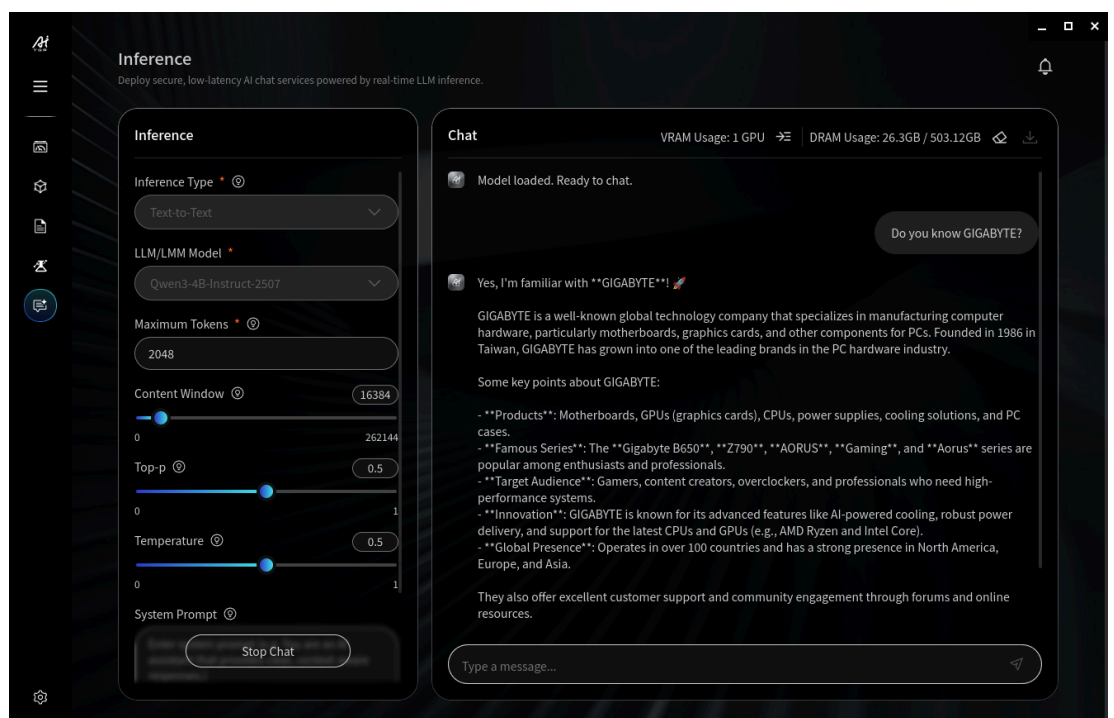 Ai
TOP
Inference
Deploy secure, low-latency AI chat services powered by real-time LLM inference.
Inference
Inference Type *
Text-to-Text
LLM/LMM Model *
Qwen3-4B-Instruct-2507
Maximum Tokens *
2048
Content Window
16384
0
262144
Top-p
0.5
0
1
Temperature
0.5
0
1
System Prompt
Stop Chat
Chat
VRAM Usage: 1 GPU
DRAM Usage: 26.3GB / 503.12GB
Model loaded. Ready to chat.
Do you know GIGABYTE?
Yes, I'm familiar with **GIGABYTE**! 🚀
GIGABYTE is a well-known global technology company that specializes in manufacturing computer
hardware, particularly motherboards, graphics cards, and other components for PCs. Founded in 1986 in
Taiwan, GIGABYTE has grown into one of the leading brands in the PC hardware industry.
Some key points about GIGABYTE:
- **Products**: Motherboards, GPUs (graphics cards), CPUs, power supplies, cooling solutions, and PC
cases.
- **Famous Series**: The **Gigabyte B650**, **Z790**, **AORUS**, **Gaming**, and **Aorus** series are
popular among enthusiasts and professionals.
- **Target Audience**: Gamers, content creators, overclockers, and professionals who need high-
performance systems.
- **Innovation**: GIGABYTE is known for its advanced features like AI-powered cooling, robust power
delivery, and support for the latest CPUs and GPUs (e.g., AMD Ryzen and Intel Core).
- **Global Presence**: Operates in over 100 countries and has a strong presence in North America,
Europe, and Asia.
They also offer excellent customer support and community engagement through forums and online
resources.
Type a message...